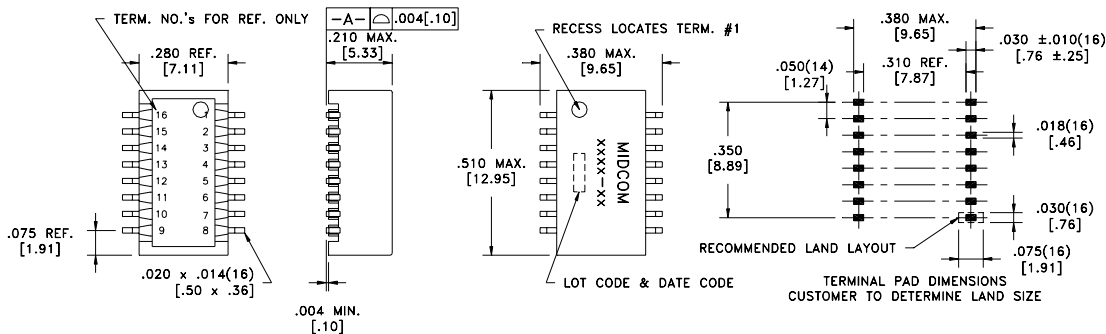 TERM. NO.'s FOR REF. ONLY
-A- .004[.10]
.210 MAX.
[5.33]
.280 REF.
[7.11]
16 1
15 2
14 3
13 4
12 5
11 6
10 7
9 8
.075 REF.
[1.91]
.020 x .014(16)
[.50 x .36]
.004 MIN.
[.10]
RECESS LOCATES TERM. #1
.380 MAX.
[9.65]
.510 MAX.
[12.95]
MIDCOM
xxxx-xx
LOT CODE & DATE CODE
.380 MAX.
[9.65]
.030 ±.010(16)
[.76 ±.25]
.310 REF.
[7.87]
.050(14)
[1.27]
.350
[8.89]
.018(16)
[.46]
.030(16)
[.76]
RECOMMENDED LAND LAYOUT
.075(16)
[1.91]
TERMINAL PAD DIMENSIONS
CUSTOMER TO DETERMINE LAND SIZE